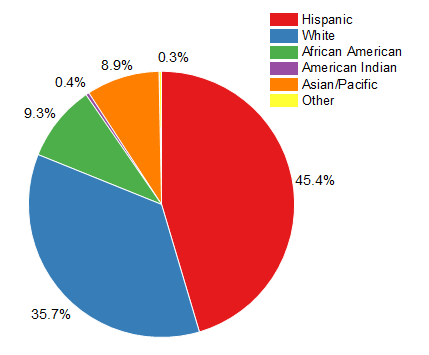 Hispanic
White
African American
American Indian
Asian/Pacific
Other
0.3%
8.9%
0.4%
9.3%
45.4%
35.7%